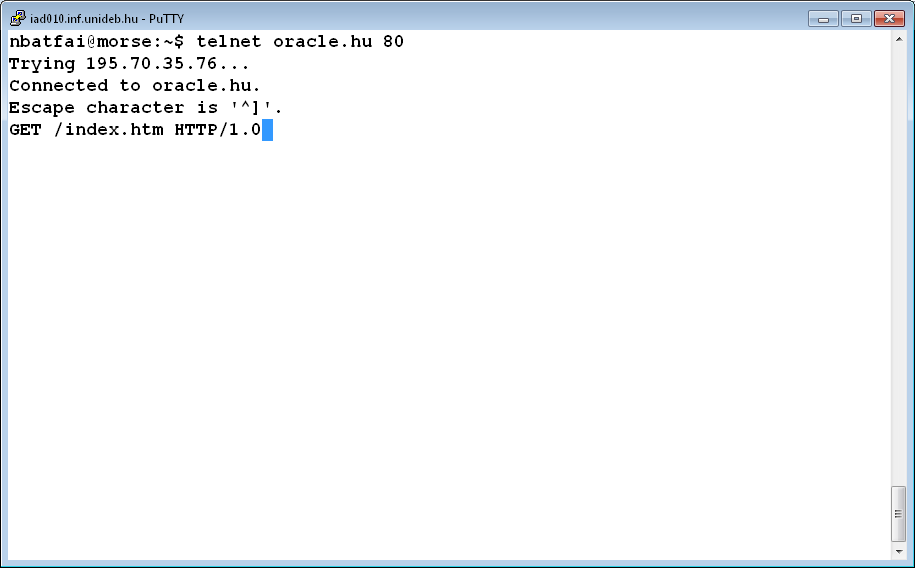 iad010.inf.unideb.hu - PuTTY
nbatfai@morse:~$ telnet oracle.hu 80
Trying 195.70.35.76...
Connected to oracle.hu.
Escape character is '^]'.
GET /index.htm HTTP/1.0